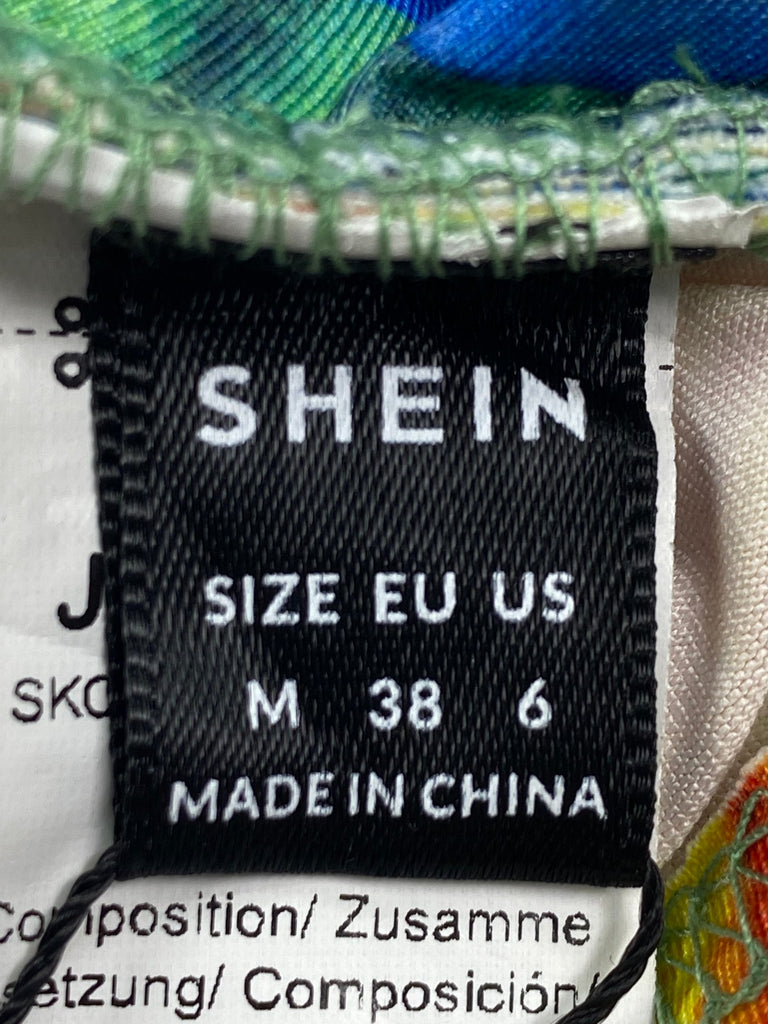 SHEIN
SIZE EU US
M 38 6
MADE IN CHINA
Composition/ Zusamme
setzung/ Composición/